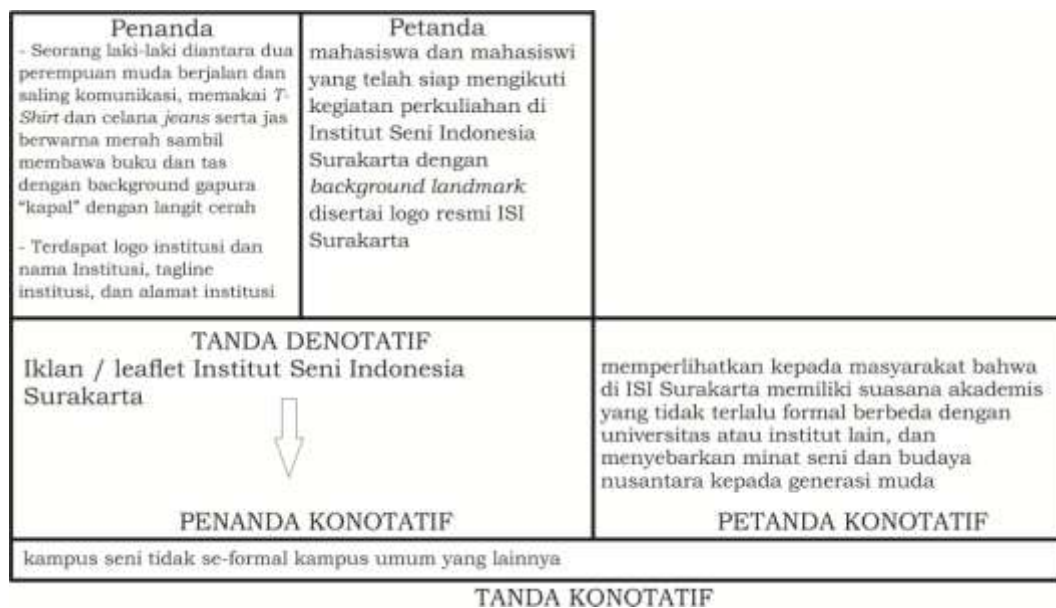 Penanda
- Seorang laki-laki diantara dua
perempuan muda berjalan dan
saling komunikasi, memakai T-
Shirt dan celana jeans serta jas
berwarna merah sambil
membawa buku dan tas
dengan background gapura
"kapal" dengan langit cerah
- Terdapat logo institusi dan
nama Institusi, tagline
institusi, dan alamat institusi
Petanda
mahasiswa dan mahasiswi
yang telah siap mengikuti
kegiatan perkuliahan di
Institut Seni Indonesia
Surakarta dengan
background landmark
disertai logo resmi ISI
Surakarta
TANDA DENOTATIF
Iklan / leaflet Institut Seni Indonesia
Surakarta
PENANDA KONOTATIF
memperlihatkan kepada masyarakat bahwa
di ISI Surakarta memiliki suasana akademis
yang tidak terlalu formal berbeda dengan
universitas atau institut lain, dan
menyebarkan minat seni dan budaya
nusantara kepada generasi muda
PETANDA KONOTATIF
kampus seni tidak se-formal kampus umum yang lainnya
TANDA KONOTATIF